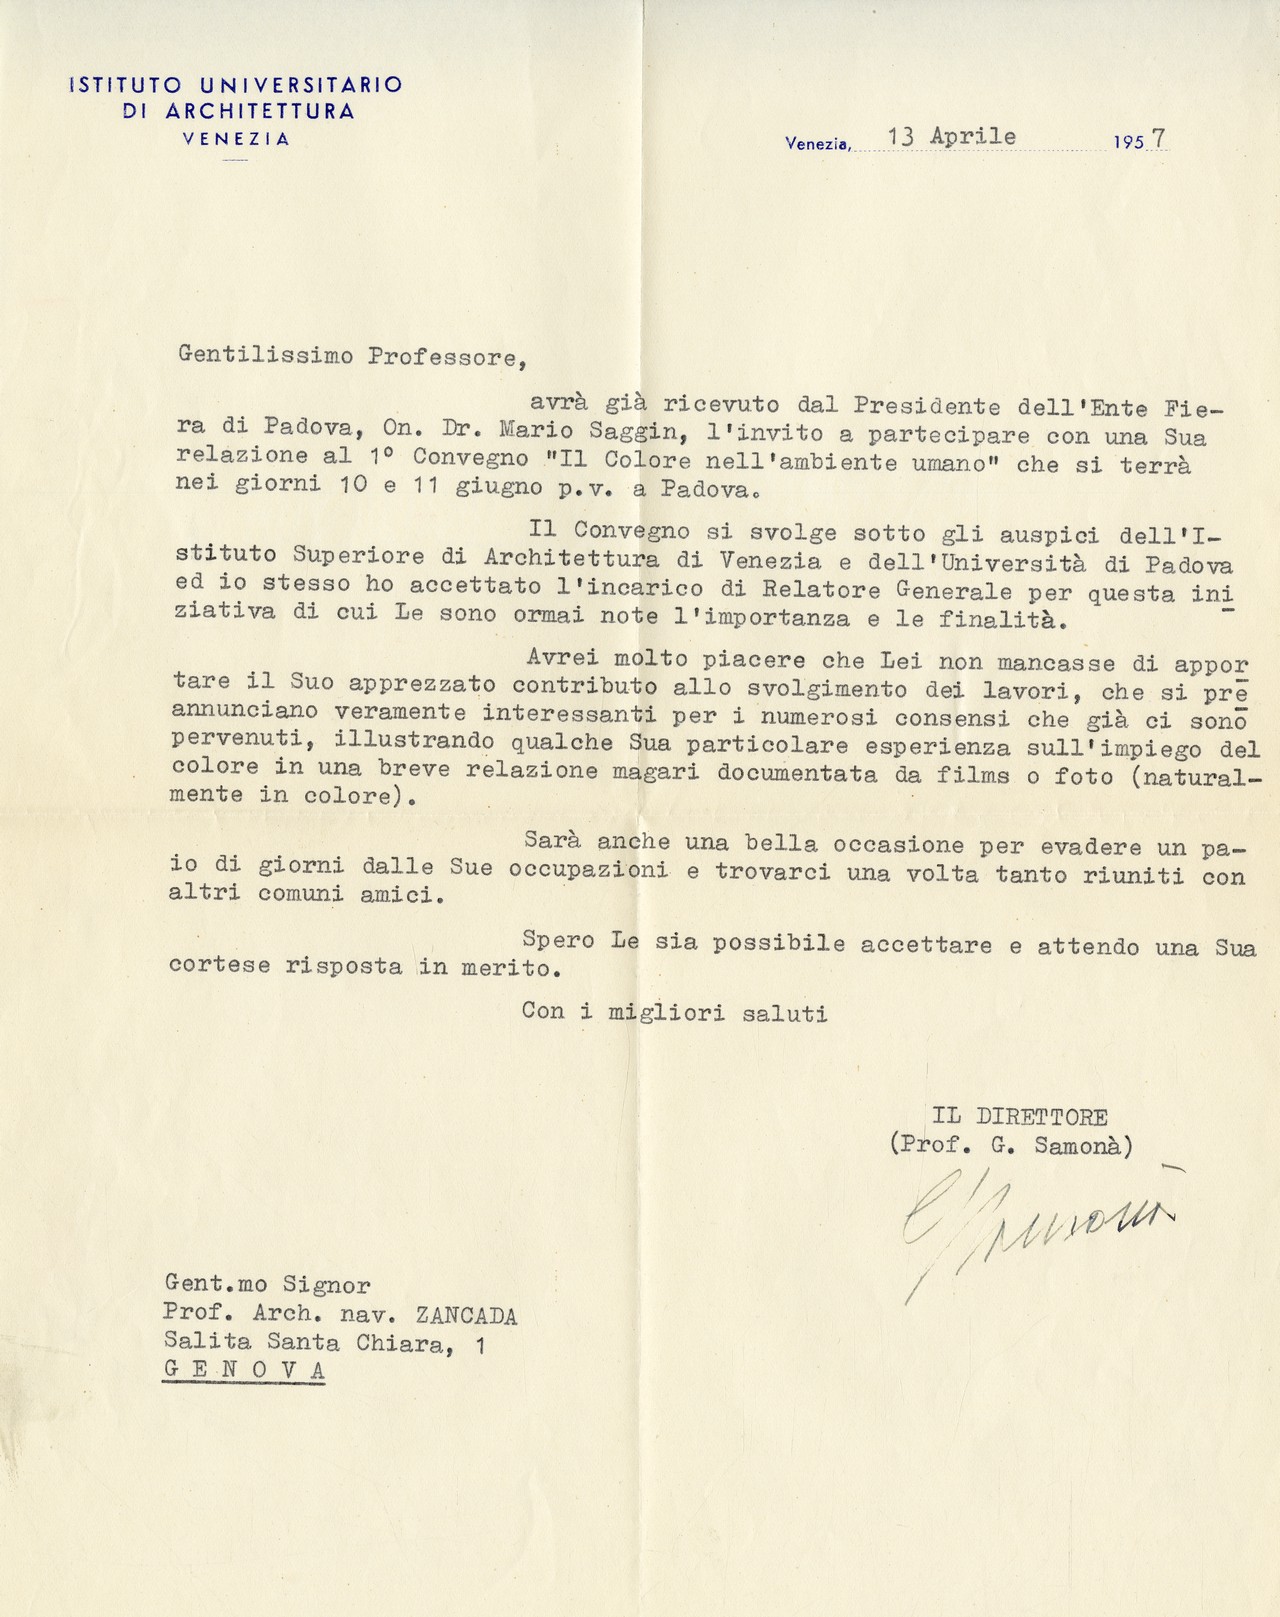 ISTITUTO UNIVERSITARIO
DI ARCHITETTURA
VENEZIA
Venezia, 13 Aprile 1957
Gentilissimo Professore,
avrà già ricevuto dal Presidente dell'Ente Fie-
ra di Padova, On. Dr. Mario Saggin, l'invito a partecipare con una Sua
relazione al 1° Convegno "Il Colore nell'ambiente umano" che si terrà
nei giorni 10 e 11 giugno p.v. a Padova.
Il Convegno si svolge sotto gli auspici dell'I-
stituto Superiore di Architettura di Venezia e dell'Università di Padova
ed io stesso ho accettato l'incarico di Relatore Generale per questa ini
ziativa di cui Le sono ormai note l'importanza e le finalità.
Avrei molto piacere che Lei non mancasse di appor
tare il Suo apprezzato contributo allo svolgimento dei lavori, che si pre
annunciano veramente interessanti per i numerosi consensi che già ci sono
pervenuti, illustrando qualche Sua particolare esperienza sull'impiego del
colore in una breve relazione magari documentata da films o foto (natural-
mente in colore).
Sarà anche una bella occasione per evadere un pa-
io di giorni dalle Sue occupazioni e trovarci una volta tanto riuniti con
altri comuni amici.
Spero Le sia possibile accettare e attendo una Sua
cortese risposta in merito.
Con i migliori saluti
IL DIRETTORE
(Prof. G. Samonà)
G Samonà
Gent.mo Signor
Prof. Arch. nav. ZANCADA
Salita Santa Chiara, 1
G E N O V A